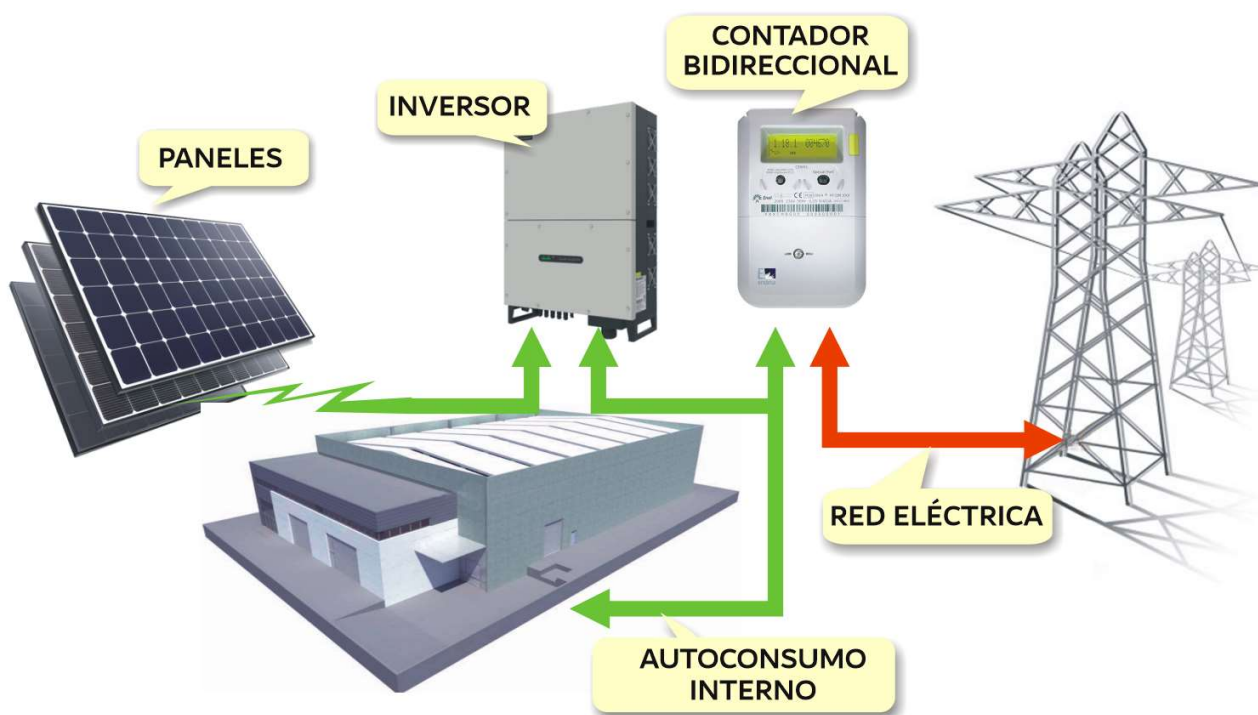 CONTADOR
BIDIRECCIONAL
INVERSOR
PANELES
RED ELÉCTRICA
AUTOCONSUMO
INTERNO